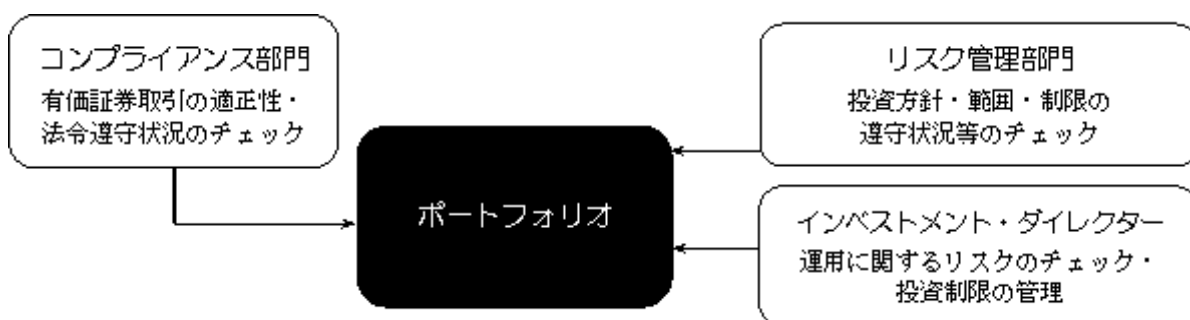 コンプライアンス部門
有価証券取引の適正性・
法令遵守状況のチェック
ポートフォリオ
リスク管理部門
投資方針・範囲・制限の
遵守状況等のチェック
インベストメント・ダイレクター
運用に関するリスクのチェック・
投資制限の管理